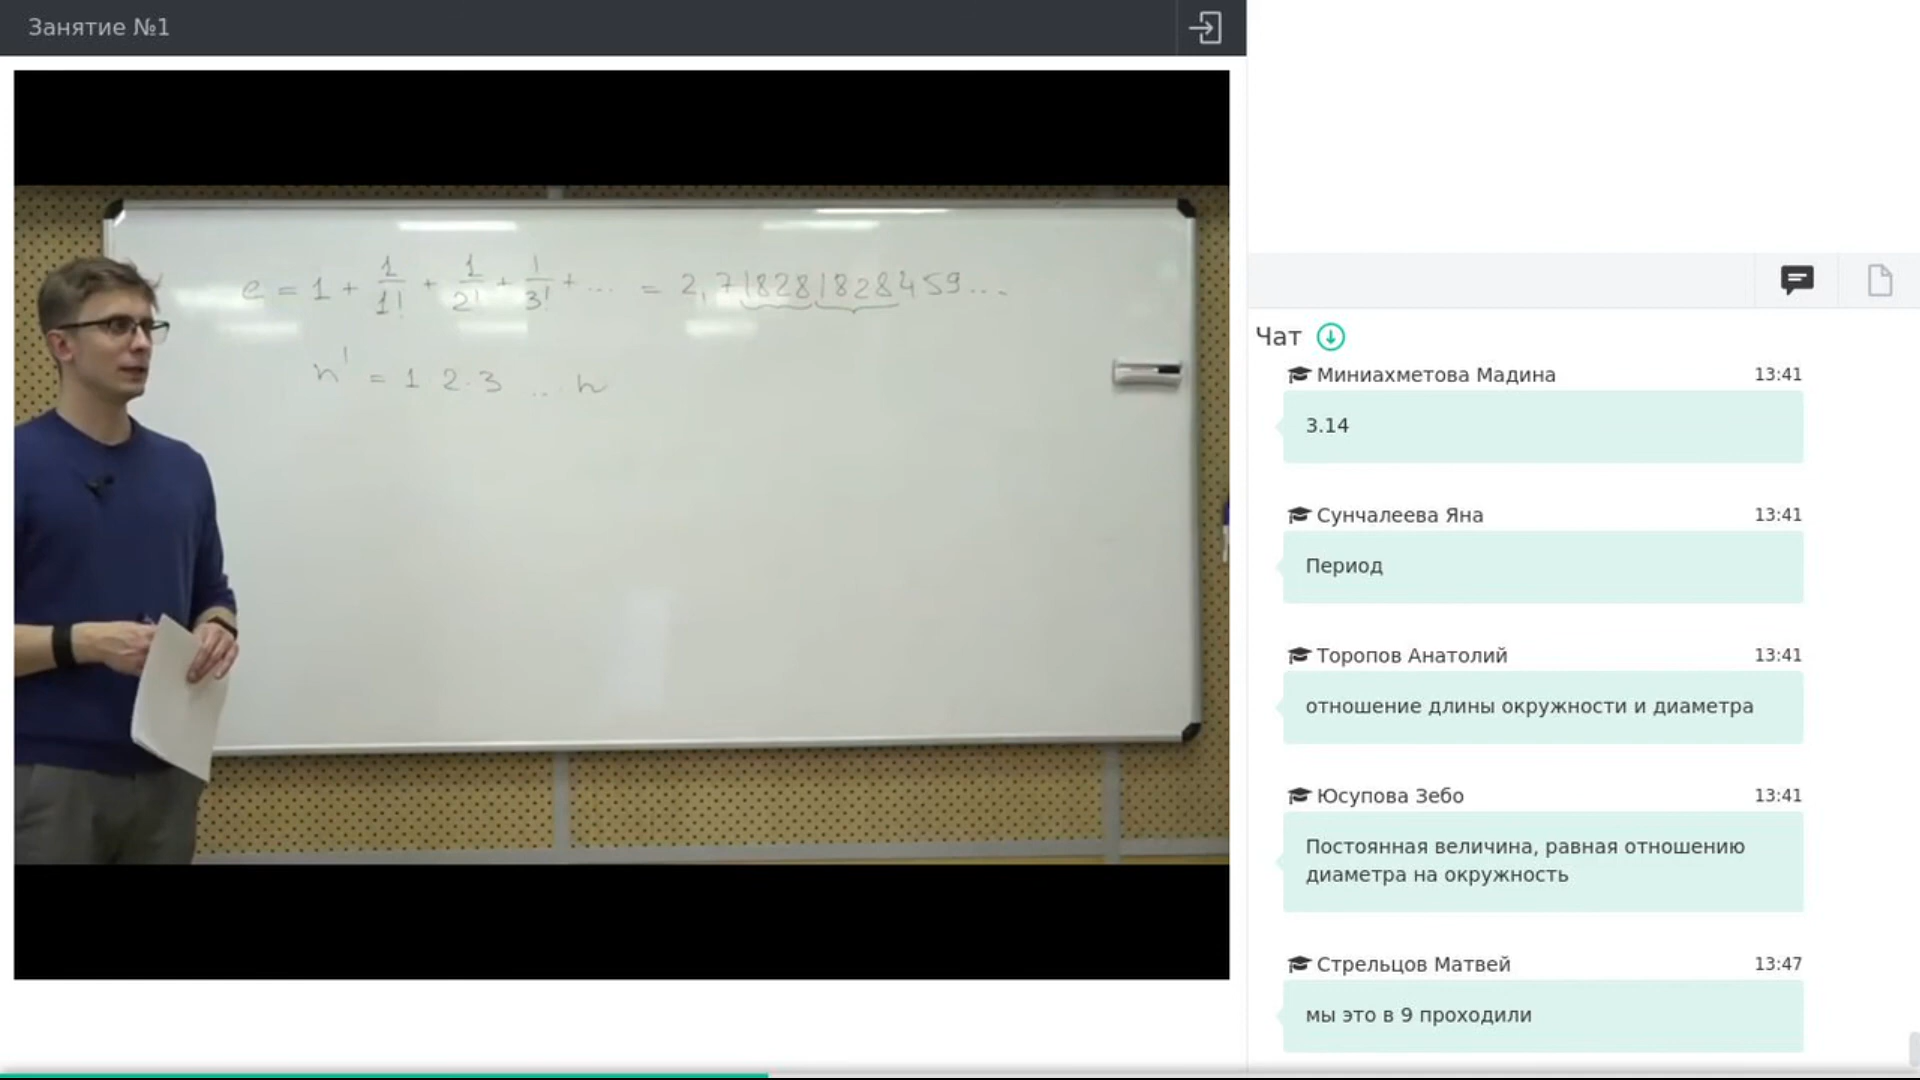 Занятие №1
e = 1 + 1/1! + 1/2! + 1/3! + ... = 2,718281828459...
n! = 1 2·3 ... n
Чат
Миниахметова Мадина 13:41
3.14
Сунчалеева Яна 13:41
Период
Торопов Анатолий 13:41
отношение длины окружности и диаметра
Юсупова Зебо 13:41
Постоянная величина, равная отношению
диаметра на окружность
Стрельцов Матвей 13:47
мы это в 9 проходили